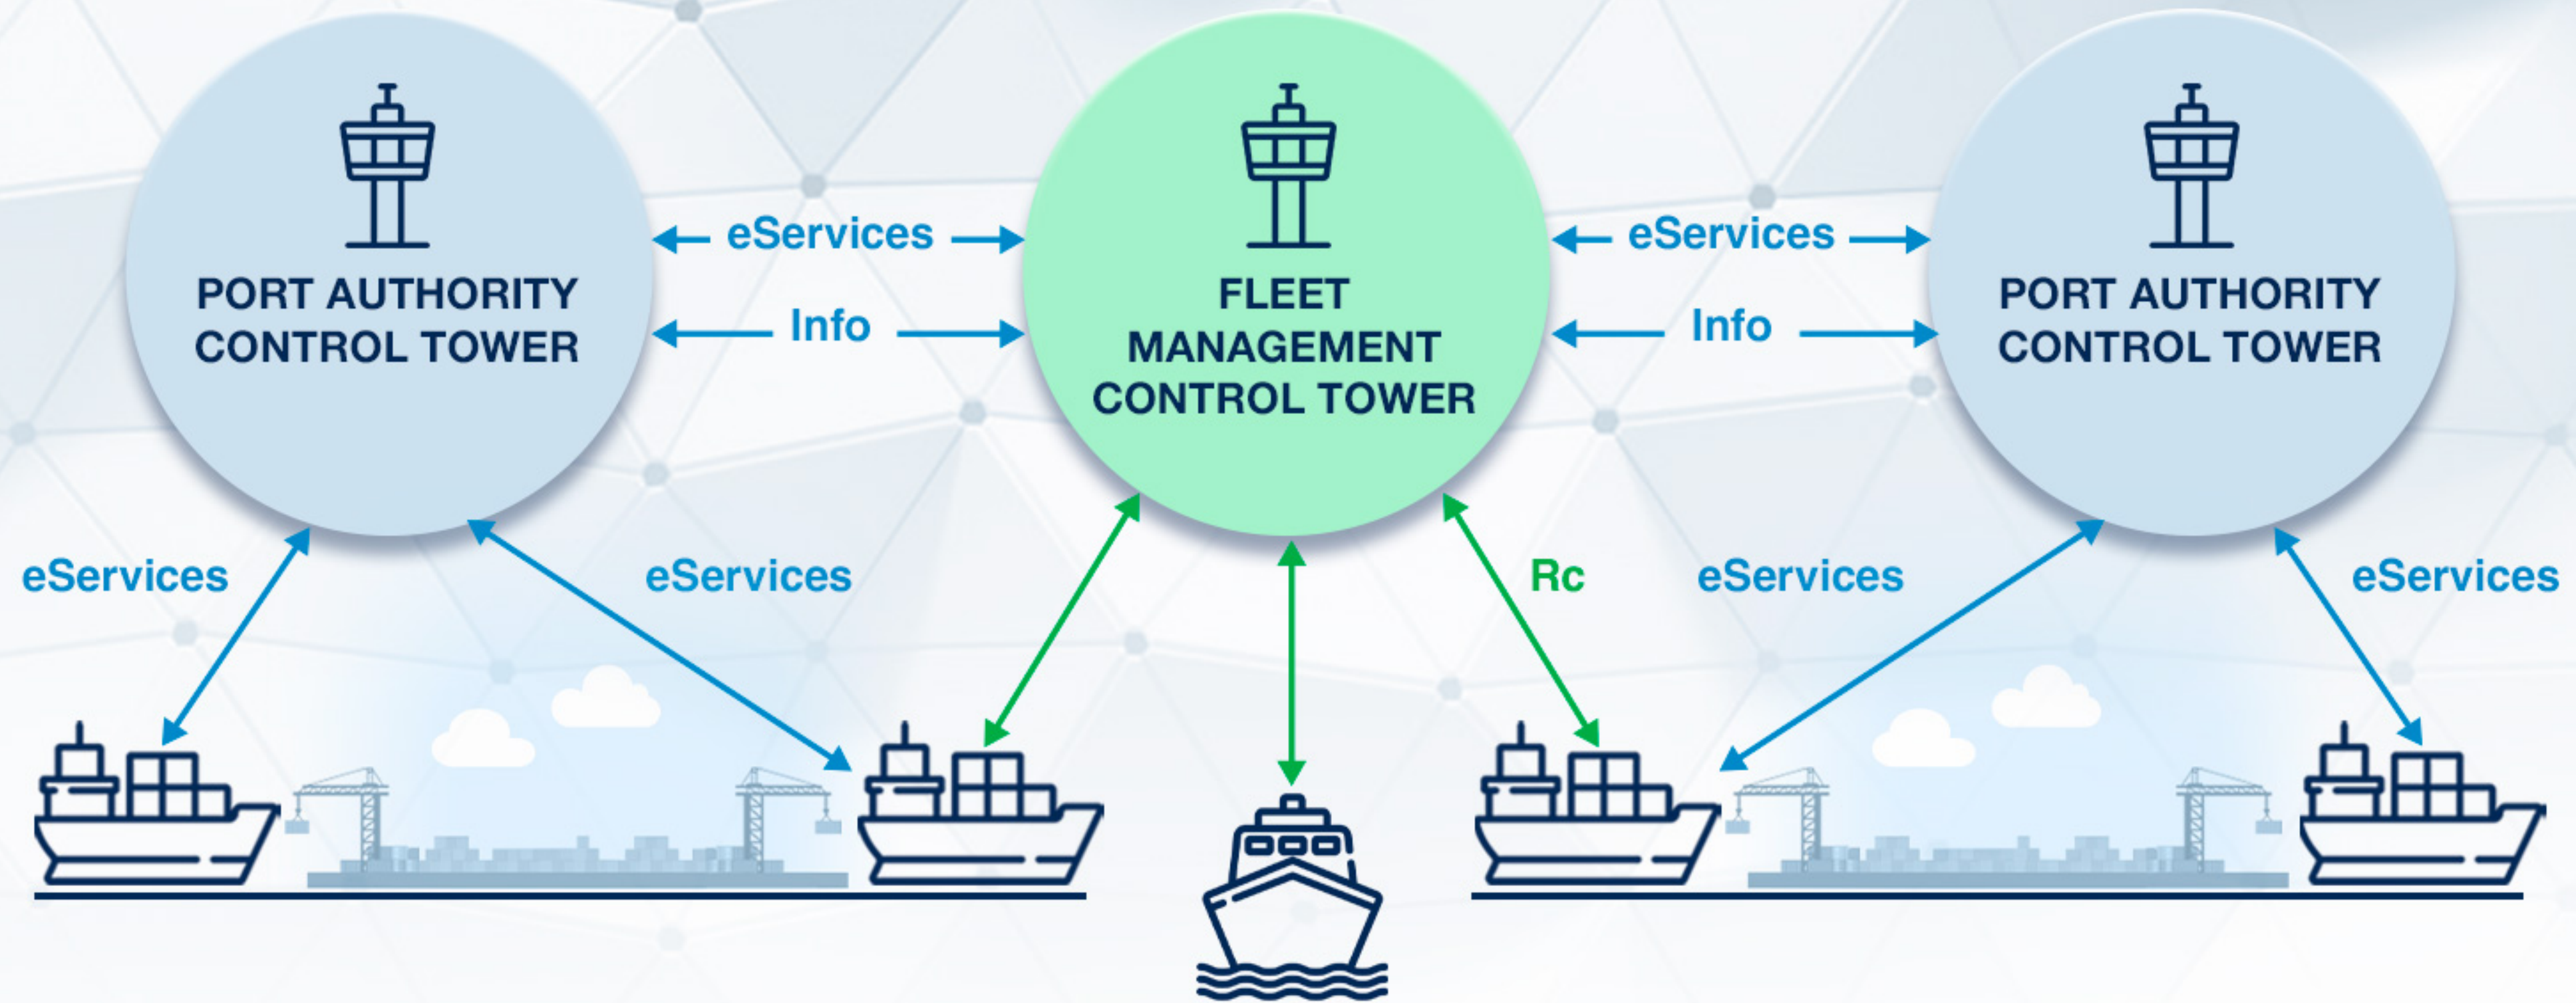 PORT AUTHORITY
CONTROL TOWER
eServices
Info
FLEET
MANAGEMENT
CONTROL TOWER
eServices
Info
PORT AUTHORITY
CONTROL TOWER
eServices
eServices
Rc
eServices
eServices